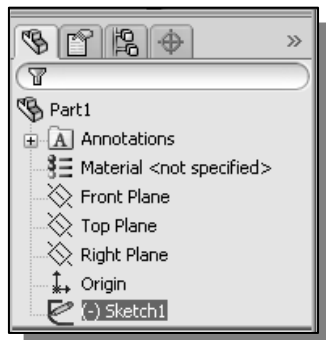 Part1
Annotations
Material <not specified>
Front Plane
Top Plane
Right Plane
Origin
(-) Sketch1